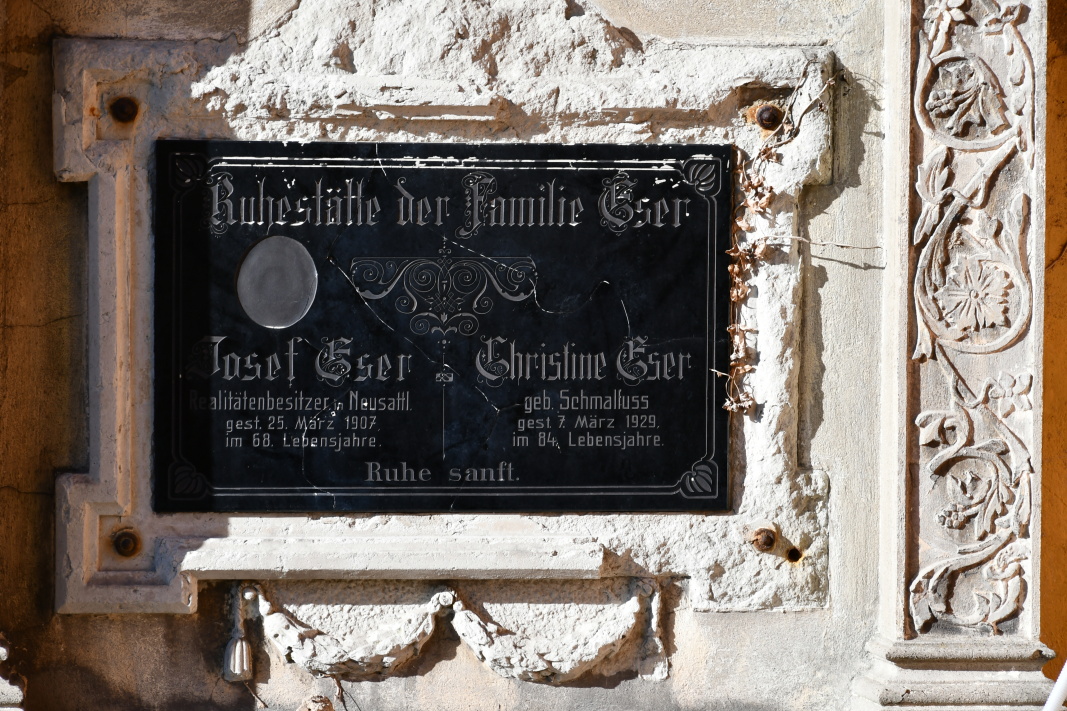 Ruhestätte der Familie Eser
Josef Eser
Realitätenbesitzer in Neusattl.
gest. 25. März 1907,
im 68. Lebensjahre.
Christine Eser
geb. Schmalfuss
gest. 7. März 1929,
im 84. Lebensjahre.
Ruhe sanft.